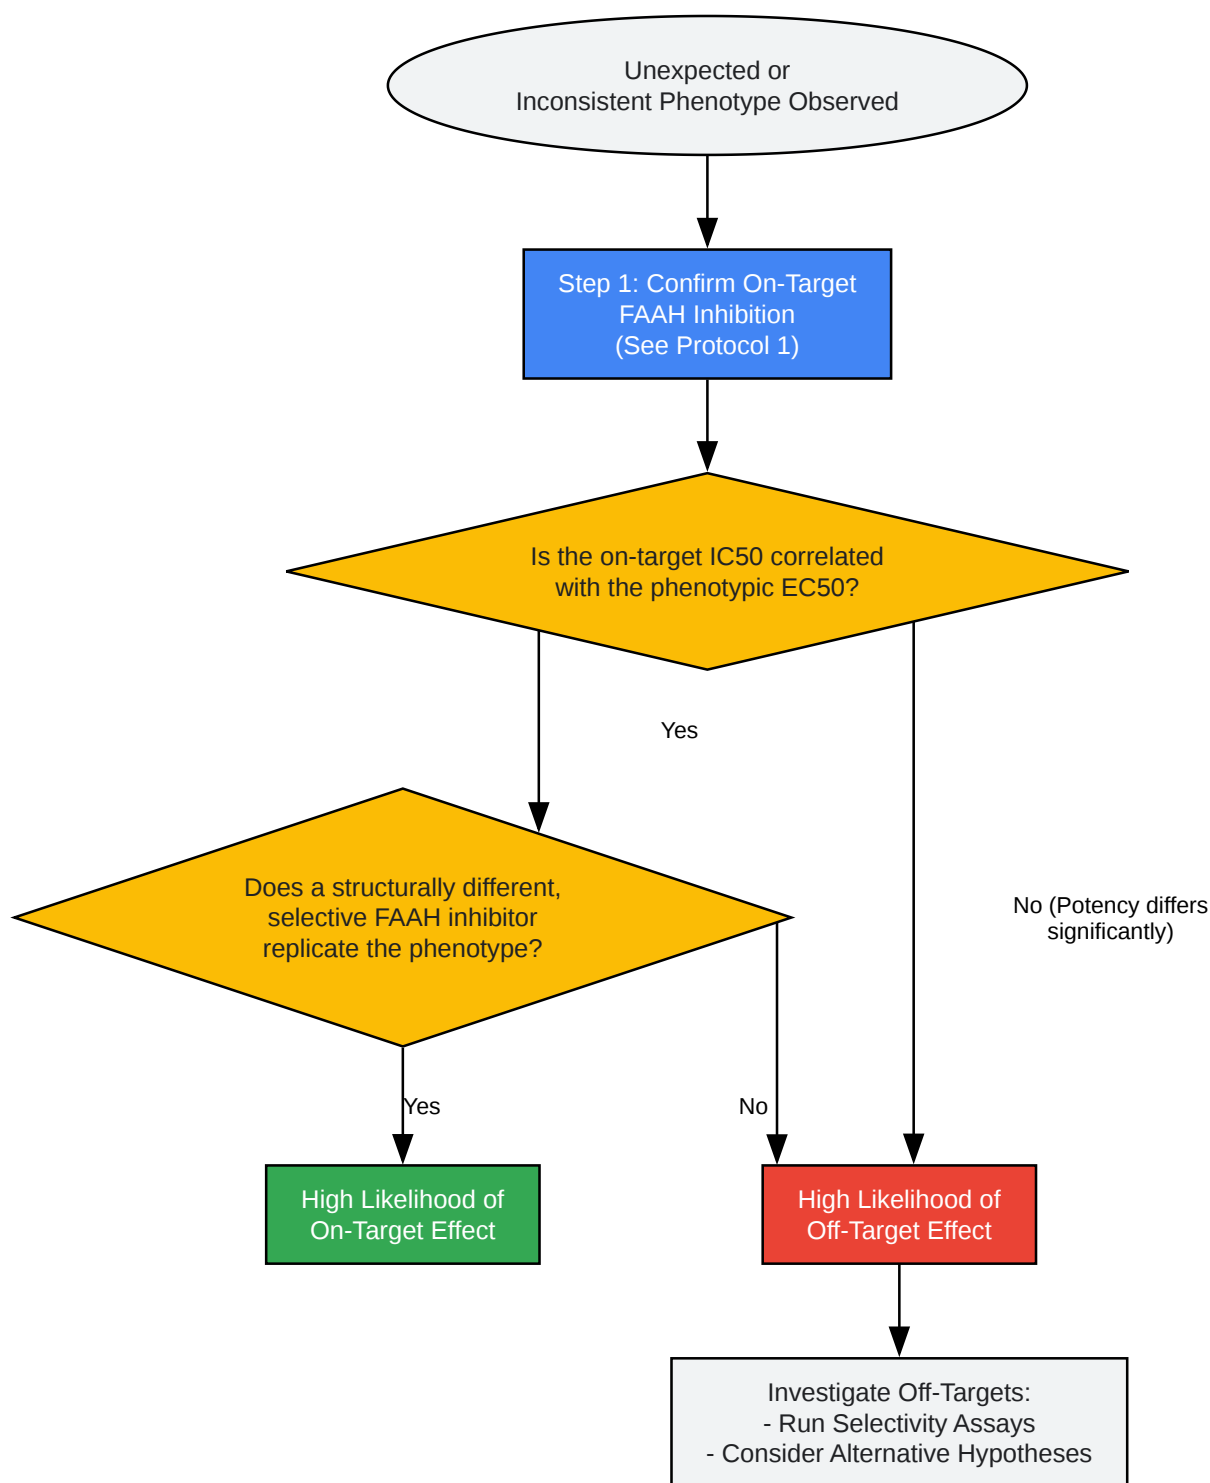 Unexpected or
Inconsistent Phenotype Observed
Step 1: Confirm On-Target
FAAH Inhibition
(See Protocol 1)
Is the on-target IC50 correlated
with the phenotypic EC50?
Yes
Does a structurally different,
selective FAAH inhibitor
replicate the phenotype?
No (Potency differs
significantly)
Yes
No
High Likelihood of
On-Target Effect
High Likelihood of
Off-Target Effect
Investigate Off-Targets:
- Run Selectivity Assays
- Consider Alternative Hypotheses